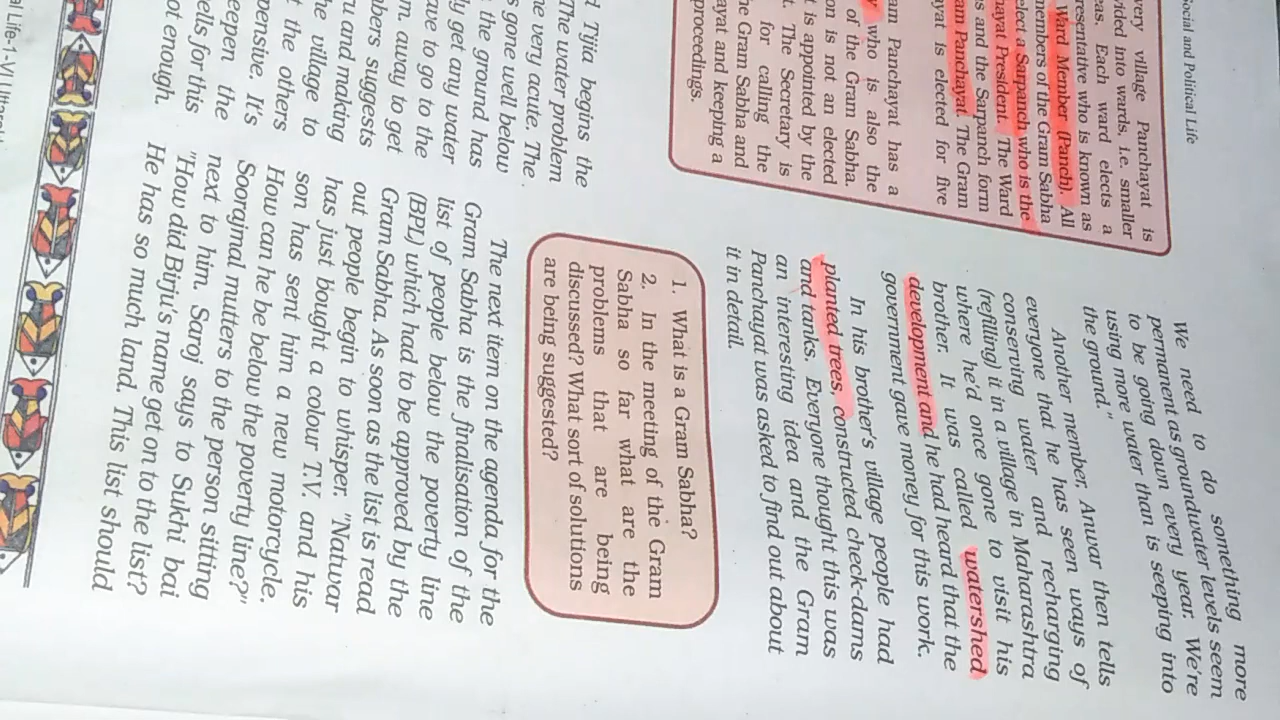 Social and Political Life
very village Panchayat is
vided into wards, i.e. smaller
eas. Each ward elects a
resentative who is known as
Ward Member (Panch). All
members of the Gram Sabha
elect a Sarpanch who is the
hayat President. The Ward
s and the Sarpanch form
am Panchayat. The Gram
ayat is elected for five
am Panchayat has a
y who is also the
of the Gram Sabha.
on is not an elected
t is appointed by the
t. The Secretary is
for calling the
he Gram Sabha and
ayat and keeping a
proceedings.
d Tijia begins the
The water problem
me very acute. The
s gone well below
the ground has
ly get any water
ave to go to the
m. away to get
mbers suggests
ru and making
he village to
t the others
pensive. It's
eepen the
ells for this
ot enough.
We need to do something more
permanent as groundwater levels seem
to be going down every year. We're
using more water than is seeping into
the ground."
Another member, Anwar then tells
everyone that he has seen ways of
conserving water and recharging
(refilling) it in a village in Maharashtra
where he'd once gone to visit his
brother. It was called watershed
development and he had heard that the
government gave money for this work.
In his brother's village people had
planted trees, constructed check-dams
and tanks. Everyone thought this was
an interesting idea and the Gram
Panchayat was asked to find out about
it in detail.
1. What is a Gram Sabha?
2. In the meeting of the Gram
Sabha so far what are the
problems that are being
discussed? What sort of solutions
are being suggested?
The next item on the agenda for the
Gram Sabha is the finalisation of the
list of people below the poverty line
(BPL) which had to be approved by the
Gram Sabha. As soon as the list is read
out people begin to whisper. "Natwar
has just bought a colour TV. and his
son has sent him a new motorcycle.
How can he be below the poverty line?"
Soorajmal mutters to the person sitting
next to him. Saroj says to Sukhi bai
"How did Birju's name get on to the list?
He has so much land. This list should